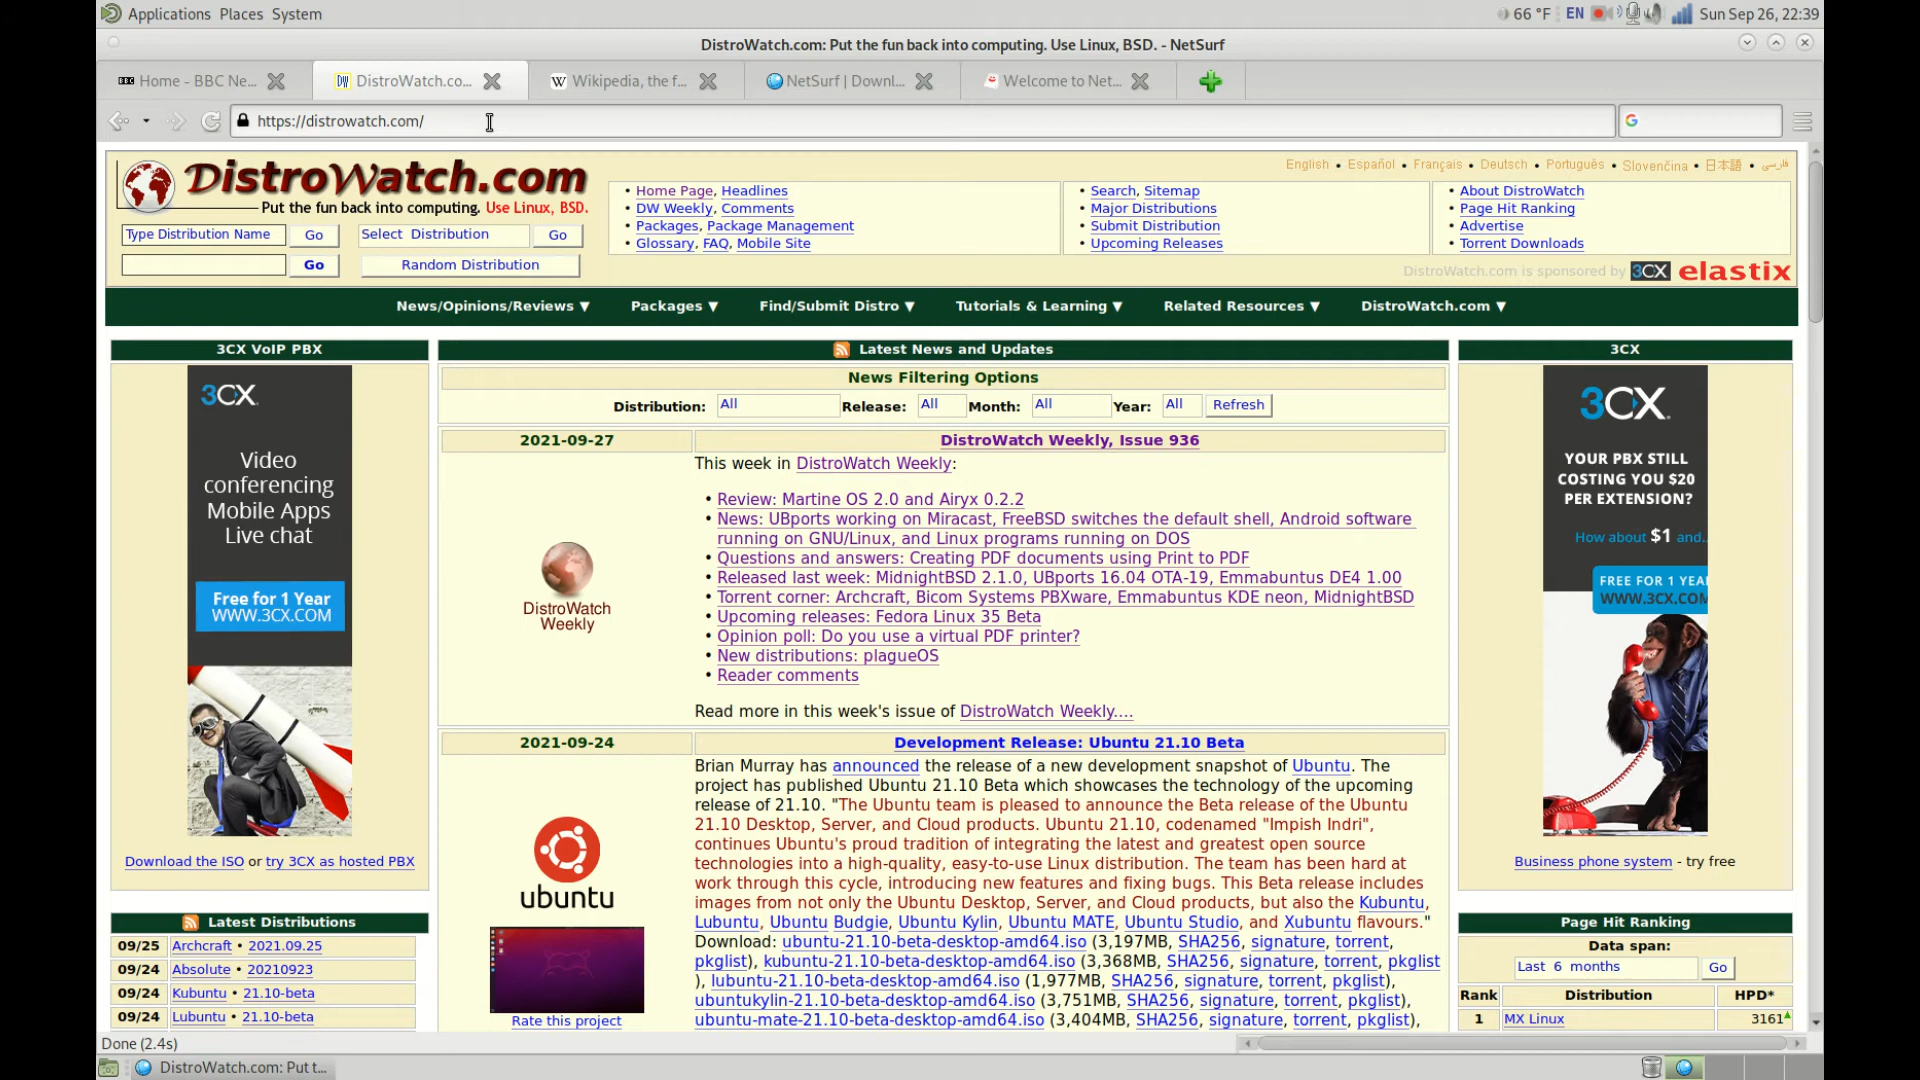 Applications Places System
66 °F EN Sun Sep 26, 22:39
DistroWatch.com: Put the fun back into computing. Use Linux, BSD. - NetSurf
BBC Home - BBC Ne...
DW DistroWatch.co...
W Wikipedia, the f...
NetSurf | Downl...
Welcome to Net...
https://distrowatch.com/
G
DistroWatch.com
Put the fun back into computing. Use Linux, BSD.
Type Distribution Name Go Select Distribution Go
Go Random Distribution
• Home Page, Headlines
• DW Weekly, Comments
• Packages, Package Management
• Glossary, FAQ, Mobile Site
• Search, Sitemap
• Major Distributions
• Submit Distribution
• Upcoming Releases
English • Español • Français • Deutsch • Português • Slovenčina • 日本語 • فارسی
• About DistroWatch
• Page Hit Ranking
• Advertise
• Torrent Downloads
DistroWatch.com is sponsored by 3CX elastix
News/Opinions/Reviews ▼ Packages ▼ Find/Submit Distro ▼ Tutorials & Learning ▼ Related Resources ▼ DistroWatch.com ▼
3CX VoIP PBX
3CX
Video
conferencing
Mobile Apps
Live chat
Free for 1 Year
WWW.3CX.COM
Download the ISO or try 3CX as hosted PBX
Latest Distributions
09/25 Archcraft • 2021.09.25
09/24 Absolute • 20210923
09/24 Kubuntu • 21.10-beta
09/24 Lubuntu • 21.10-beta
Latest News and Updates
News Filtering Options
Distribution: All Release: All Month: All Year: All Refresh
2021-09-27 DistroWatch Weekly, Issue 936
DistroWatch
Weekly
This week in DistroWatch Weekly:
• Review: Martine OS 2.0 and Airyx 0.2.2
• News: UBports working on Miracast, FreeBSD switches the default shell, Android software
running on GNU/Linux, and Linux programs running on DOS
• Questions and answers: Creating PDF documents using Print to PDF
• Released last week: MidnightBSD 2.1.0, UBports 16.04 OTA-19, Emmabuntus DE4 1.00
• Torrent corner: Archcraft, Bicom Systems PBXware, Emmabuntus KDE neon, MidnightBSD
• Upcoming releases: Fedora Linux 35 Beta
• Opinion poll: Do you use a virtual PDF printer?
• New distributions: plagueOS
• Reader comments
Read more in this week's issue of DistroWatch Weekly....
2021-09-24 Development Release: Ubuntu 21.10 Beta
ubuntu
Rate this project
Brian Murray has announced the release of a new development snapshot of Ubuntu. The
project has published Ubuntu 21.10 Beta which showcases the technology of the upcoming
release of 21.10. "The Ubuntu team is pleased to announce the Beta release of the Ubuntu
21.10 Desktop, Server, and Cloud products. Ubuntu 21.10, codenamed "Impish Indri",
continues Ubuntu's proud tradition of integrating the latest and greatest open source
technologies into a high-quality, easy-to-use Linux distribution. The team has been hard at
work through this cycle, introducing new features and fixing bugs. This Beta release includes
images from not only the Ubuntu Desktop, Server, and Cloud products, but also the Kubuntu,
Lubuntu, Ubuntu Budgie, Ubuntu Kylin, Ubuntu MATE, Ubuntu Studio, and Xubuntu flavours."
Download: ubuntu-21.10-beta-desktop-amd64.iso (3,197MB, SHA256, signature, torrent,
pkglist), kubuntu-21.10-beta-desktop-amd64.iso (3,368MB, SHA256, signature, torrent, pkglist
), lubuntu-21.10-beta-desktop-amd64.iso (1,977MB, SHA256, signature, torrent, pkglist),
ubuntukylin-21.10-beta-desktop-amd64.iso (3,751MB, SHA256, signature, torrent, pkglist),
ubuntu-mate-21.10-beta-desktop-amd64.iso (3,404MB, SHA256, signature, torrent, pkglist),
3CX
3CX
YOUR PBX STILL
COSTING YOU $20
PER EXTENSION?
How about $1 and..
FREE FOR 1 YEA
WWW.3CX.COM
Business phone system - try free
Page Hit Ranking
Data span:
Last 6 months Go
Rank Distribution HPD*
1 MX Linux 3161
Done (2.4s)
DistroWatch.com: Put t...